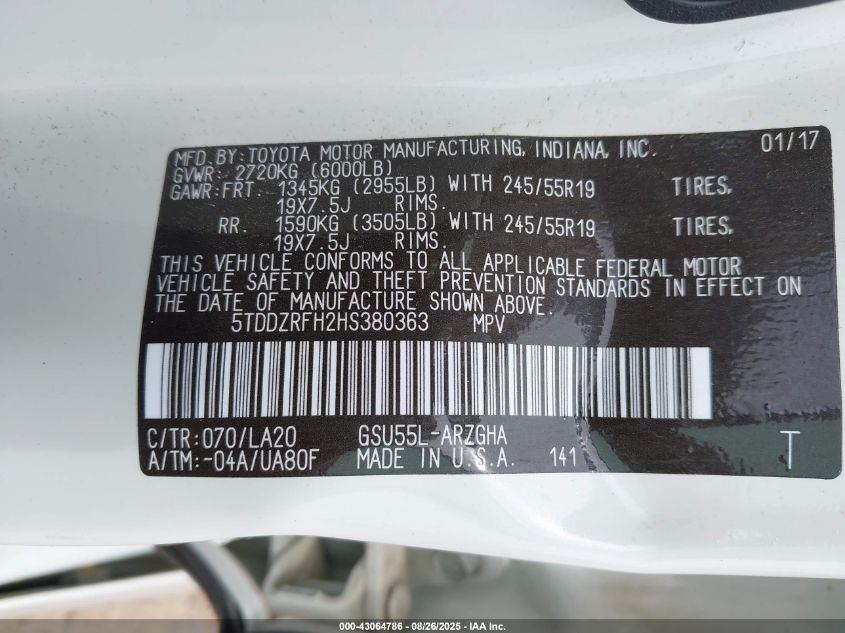 MFD. BY: TOYOTA MOTOR MANUFACTURING, INDIANA, INC. 01/17
GVWR: 2720KG (6000LB)
GAWR: FRT. 1345KG (2955LB) WITH 245/55R19 TIRES,
19X7.5J RIMS.
RR. 1590KG (3505LB) WITH 245/55R19 TIRES,
19X7.5J RIMS.
THIS VEHICLE CONFORMS TO ALL APPLICABLE FEDERAL MOTOR
VEHICLE SAFETY AND THEFT PREVENTION STANDARDS IN EFFECT ON
THE DATE OF MANUFACTURE SHOWN ABOVE.
5TDDZRFH2HS380363 MPV
C/TR: 070/LA20 GSU55L-ARZGHA
A/TM: -04A/UA80F MADE IN U.S.A. 141 T
000-43064786 - 08/26/2025 - IAA Inc.